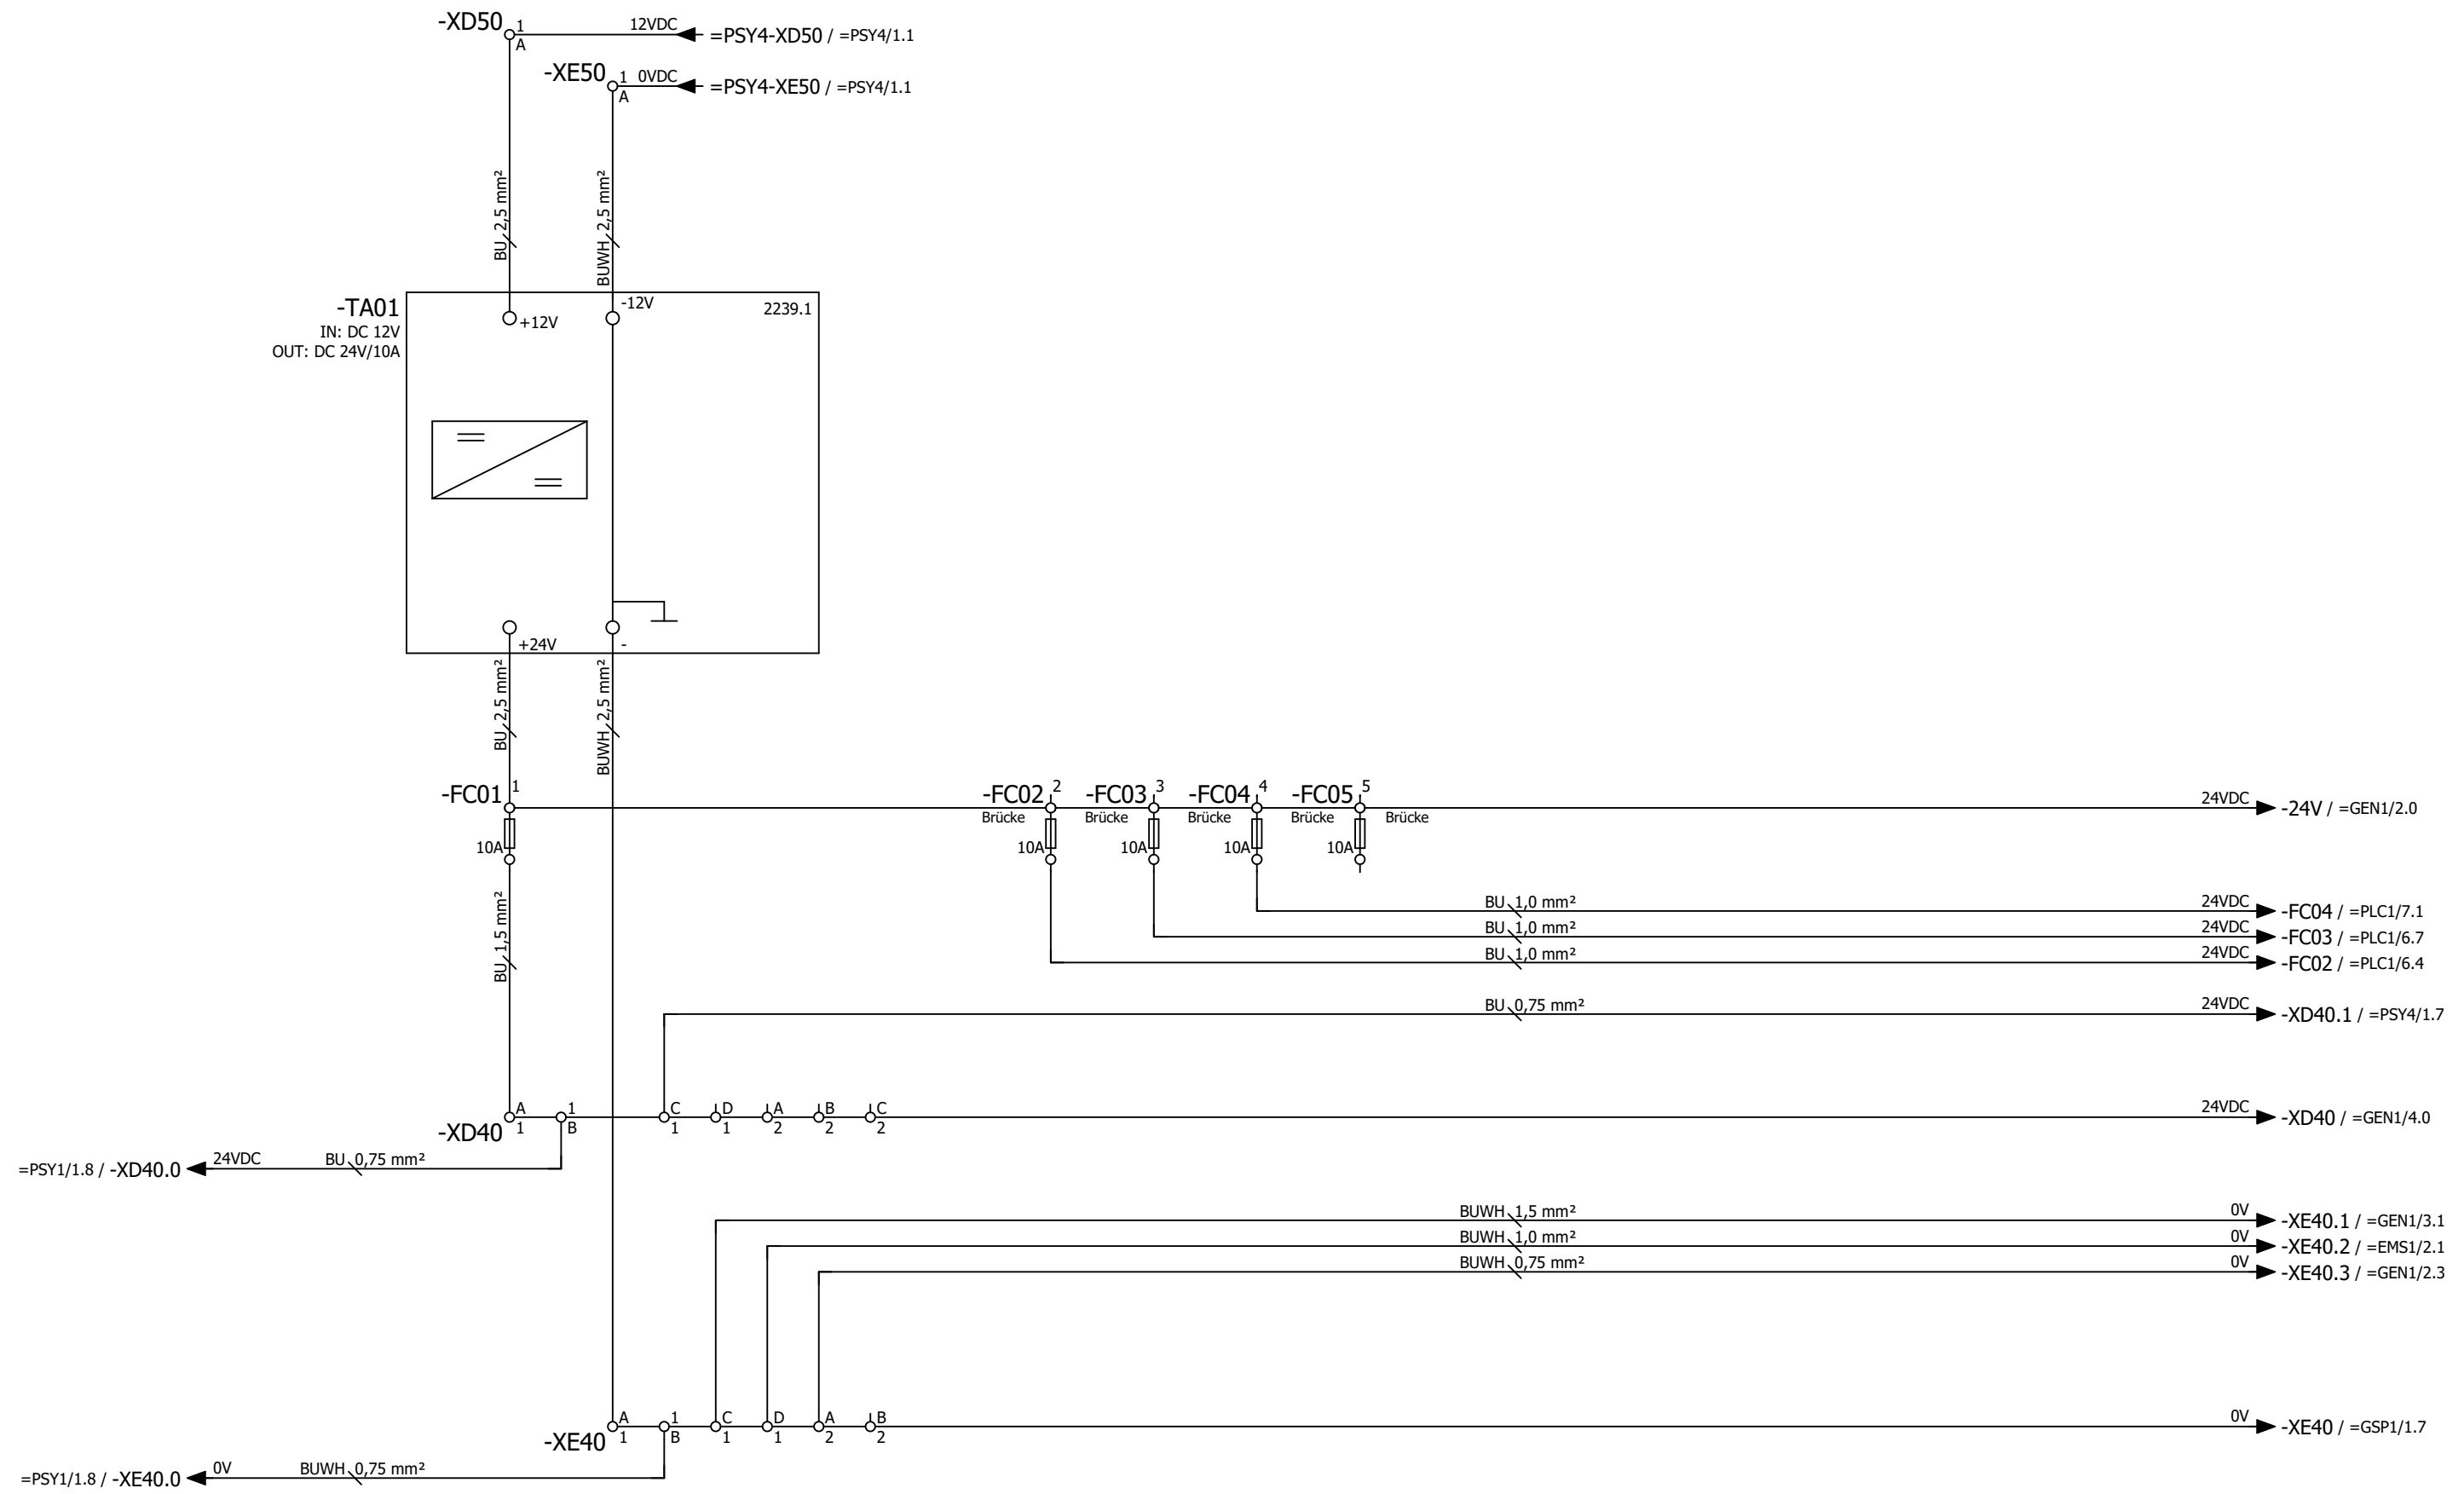 -XD50 1 A 12VDC =PSY4-XD50 / =PSY4/1.1
-XE50 1 A 0VDC =PSY4-XE50 / =PSY4/1.1
BU 2,5 mm² BUWH 2,5 mm²
-TA01 -12V 2239.1
+12V
IN: DC 12V
OUT: DC 24V/10A
+24V -
BU 2,5 mm² BUWH 2,5 mm²
-FC01 1 -FC02 2 -FC03 3 -FC04 4 -FC05 5 24VDC -24V / =GEN1/2.0
Brücke Brücke Brücke Brücke Brücke
10A 10A 10A 10A 10A
BU 1,5 mm²
BU 1,0 mm² 24VDC -FC04 / =PLC1/7.1
BU 1,0 mm² 24VDC -FC03 / =PLC1/6.7
BU 1,0 mm² 24VDC -FC02 / =PLC1/6.4
BU 0,75 mm² 24VDC -XD40.1 / =PSY4/1.7
A 1 C D A B C 24VDC -XD40 / =GEN1/4.0
-XD40 1 B 1 1 2 2 2
=PSY1/1.8 / -XD40.0 24VDC BU 0,75 mm²
BUWH 1,5 mm² 0V -XE40.1 / =GEN1/3.1
BUWH 1,0 mm² 0V -XE40.2 / =EMS1/2.1
BUWH 0,75 mm² 0V -XE40.3 / =GEN1/2.3
A 1 C D A B 0V -XE40 / =GSP1/1.7
-XE40 1 B 1 1 2 2
=PSY1/1.8 / -XE40.0 0V BUWH 0,75 mm²